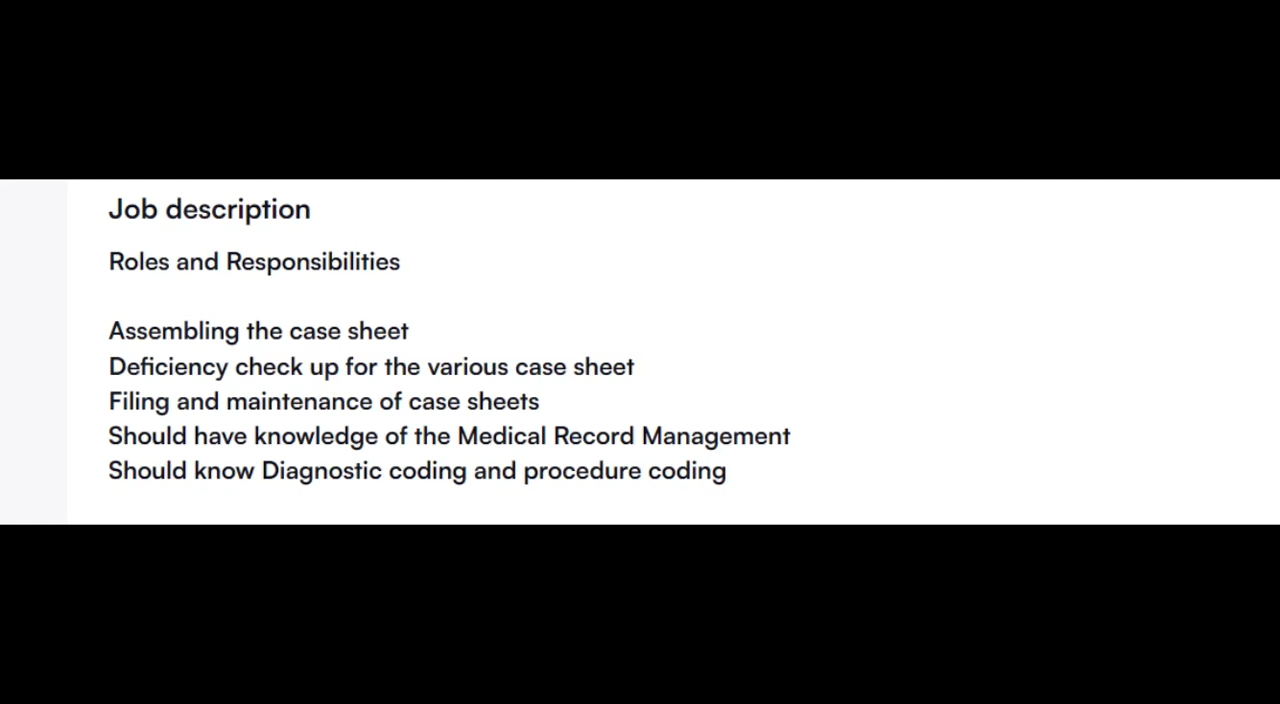 Job description
Roles and Responsibilities
Assembling the case sheet
Deficiency check up for the various case sheet
Filing and maintenance of case sheets
Should have knowledge of the Medical Record Management
Should know Diagnostic coding and procedure coding